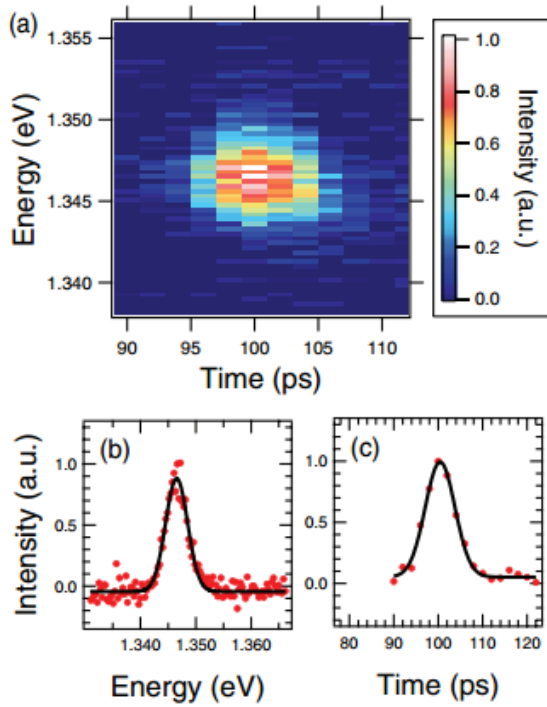 (a)
1.355
1.350
1.345
1.340
Energy (eV)
90 95 100 105 110
Time (ps)
1.0
0.8
0.6
0.4
0.2
0.0
Intensity (a.u.)
(b)
1.0
0.5
0.0
Intensity (a.u.)
1.340 1.350 1.360
Energy (eV)
(c)
1.0
0.5
0.0
80 90 100 110 120
Time (ps)